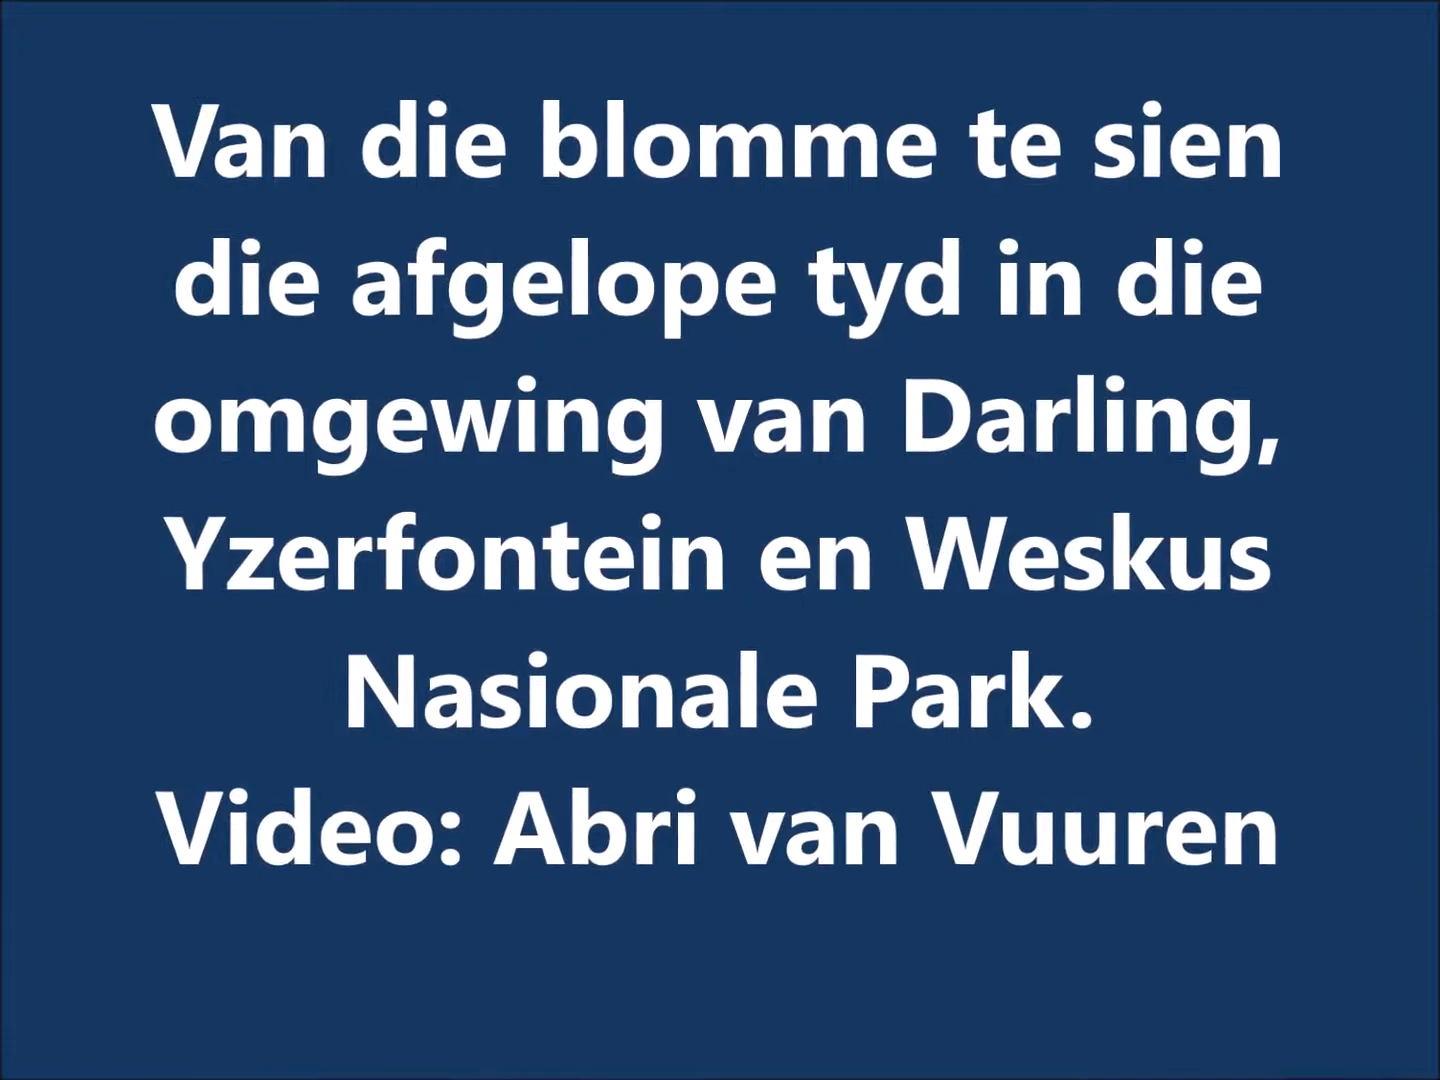 Van die blomme te sien
die afgelope tyd in die
omgewing van Darling,
Yzerfontein en Weskus
Nasionale Park.
Video: Abri van Vuuren